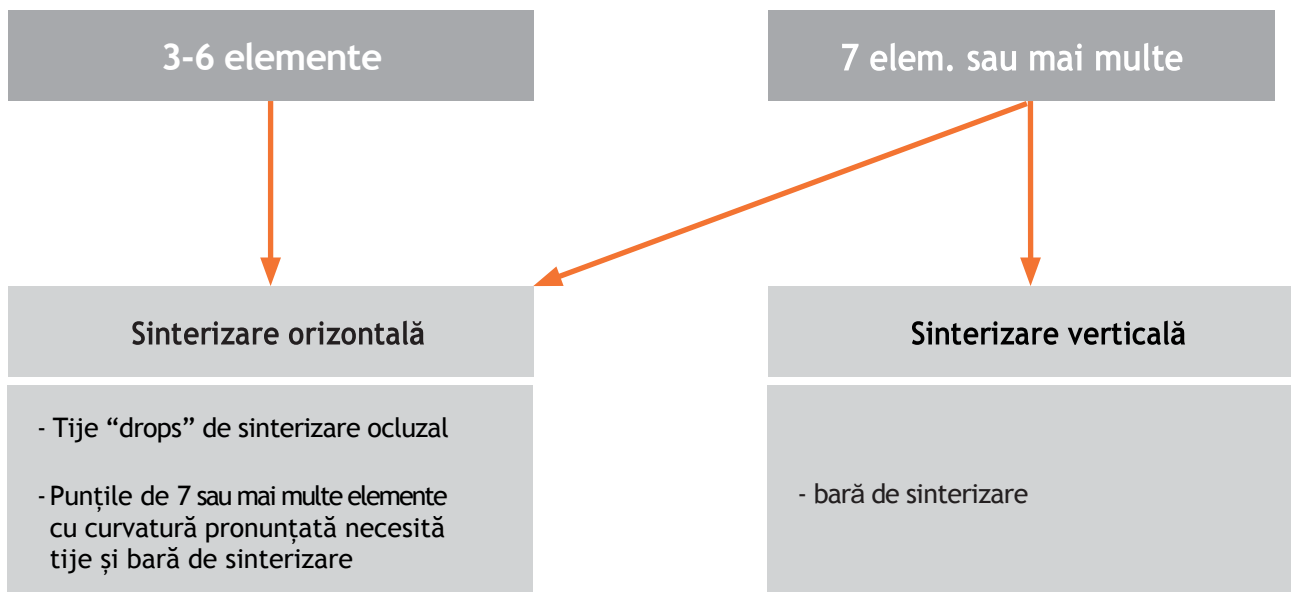 3-6 elemente
7 elem. sau mai multe
Sinterizare orizontală
Sinterizare verticală
- Tije “drops” de sinterizare ocluzal
- Punțile de 7 sau mai multe elemente
cu curvatură pronunțată necesită
tije și bară de sinterizare
- bară de sinterizare